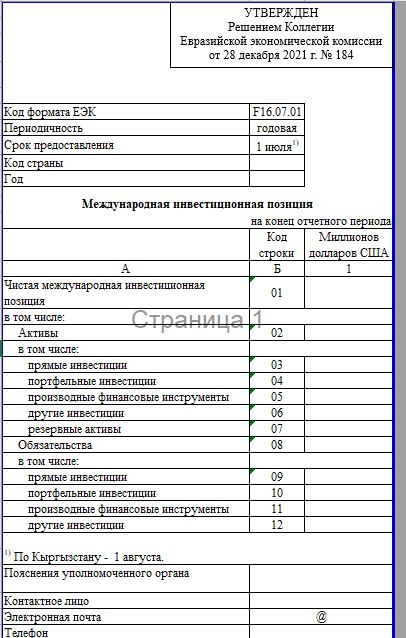 УТВЕРЖДЕН
Решением Коллегии
Евразийской экономической комиссии
от 28 декабря 2021 г. № 184
Код формата ЕЭК F16.07.01
Периодичность годовая
Срок предоставления 1 июля1)
Код страны
Год
Международная инвестиционная позиция
на конец отчетного периода
Код строки Миллионов долларов США
А Б 1
Чистая международная инвестиционная позиция 01
в том числе:
Страница 1
Активы 02
в том числе:
прямые инвестиции 03
портфельные инвестиции 04
производные финансовые инструменты 05
другие инвестиции 06
резервные активы 07
Обязательства 08
в том числе:
прямые инвестиции 09
портфельные инвестиции 10
производные финансовые инструменты 11
другие инвестиции 12
1) По Кыргызстану - 1 августа.
Пояснения уполномоченного органа
Контактное лицо
Электронная почта @
Телефон